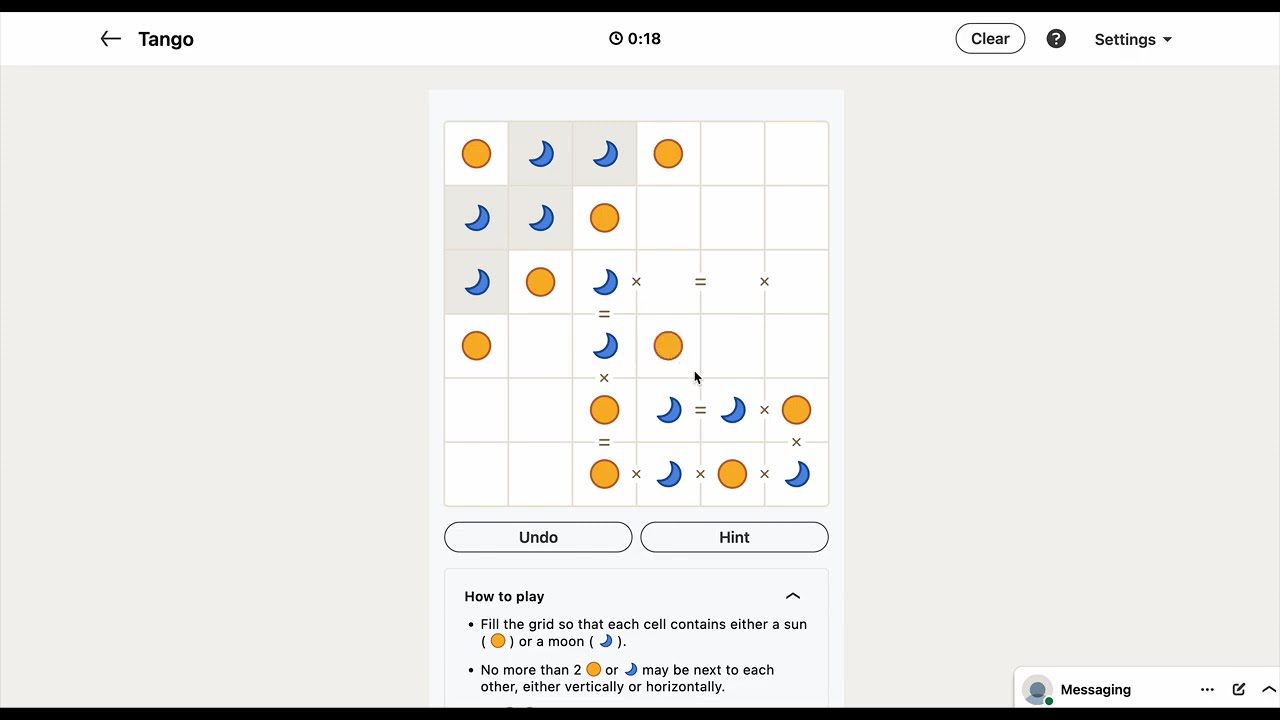 Tango
0:18
Clear
?
Settings
× = ×
=
×
= ×
= ×
× × ×
Undo
Hint
How to play
• Fill the grid so that each cell contains either a sun
( ) or a moon ( ).
• No more than 2 or may be next to each
other, either vertically or horizontally.
Messaging